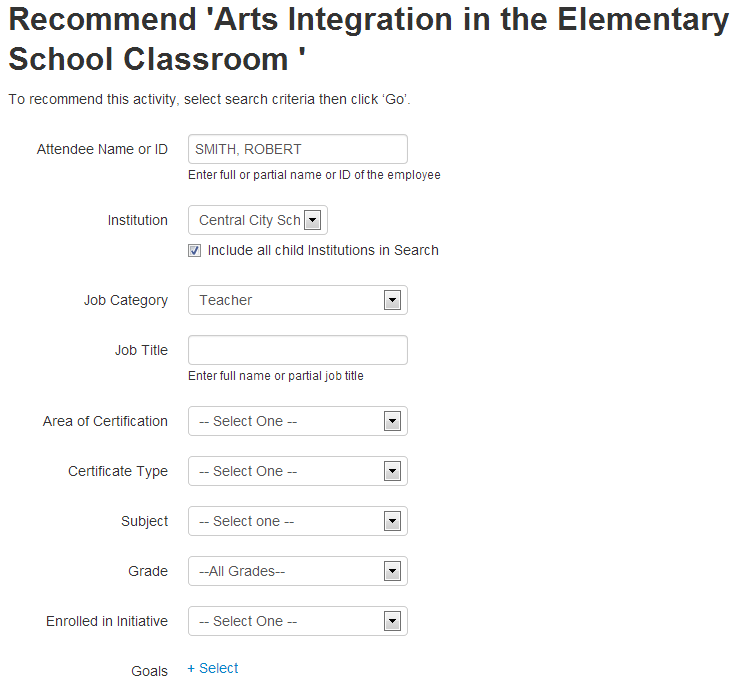 Recommend 'Arts Integration in the Elementary
School Classroom '
To recommend this activity, select search criteria then click ‘Go’.
Attendee Name or ID SMITH, ROBERT
Enter full or partial name or ID of the employee
Institution Central City Sch
Include all child Institutions in Search
Job Category Teacher
Job Title
Enter full name or partial job title
Area of Certification -- Select One --
Certificate Type -- Select One --
Subject -- Select one --
Grade --All Grades--
Enrolled in Initiative -- Select One --
Goals + Select